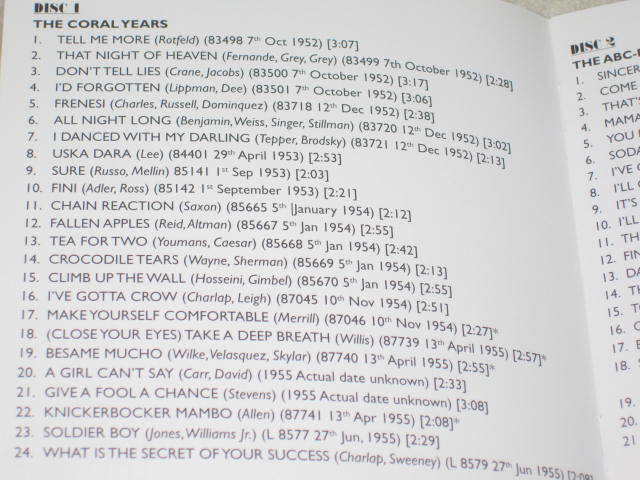 DISC 1
THE CORAL YEARS
1. TELL ME MORE (Rotfeld) (83498 7th Oct 1952) [3:07]
2. THAT NIGHT OF HEAVEN (Fernande, Grey, Grey) (83499 7th October 1952) [2:28]
3. DON'T TELL LIES (Crane, Jacobs) (83500 7th October 1952) [3:17]
4. I'D FORGOTTEN (Lippman, Dee) (83501 7th October 1952) [3:06]
5. FRENESI (Charles, Russell, Dominquez) (83718 12th Dec 1952) [2:38]
6. ALL NIGHT LONG (Benjamin, Weiss, Singer, Stillman) (83720 12th Dec 1952) [3:02]
7. I DANCED WITH MY DARLING (Tepper, Brodsky) (83721 12th Dec 1952) [2:13]
8. USKA DARA (Lee) (84401 29th April 1953) [2:53]
9. SURE (Russo, Mellin) 85141 1st Sep 1953) [2:03]
10. FINI (Adler, Ross) (85142 1st September 1953) [2:21]
11. CHAIN REACTION (Saxon) (85665 5th |January 1954) [2:12]
12. FALLEN APPLES (Reid, Altman) (85667 5th Jan 1954) [2:55]
13. TEA FOR TWO (Youmans, Caesar) (85668 5th Jan 1954) [2:42]
14. CROCODILE TEARS (Wayne, Sherman) (85669 5th Jan 1954) [2:13]
15. CLIMB UP THE WALL (Hosseini, Gimbel) (85670 5th Jan 1954) [2:55]
16. I'VE GOTTA CROW (Charlap, Leigh) (87045 10th Nov 1954) [2:51]
17. MAKE YOURSELF COMFORTABLE (Merrill) (87046 10th Nov 1954) [2:27]*
18. (CLOSE YOUR EYES) TAKE A DEEP BREATH (Willis) (87739 13th April 1955) [2:57]*
19. BESAME MUCHO (Wilke, Velasquez, Skylar) (87740 13th April 1955) [2:55]*
20. A GIRL CAN'T SAY (Carr, David) (1955 Actual date unknown) [2:33]
21. GIVE A FOOL A CHANCE (Stevens) (1955 Actual date unknown) [3:08]
22. KNICKERBOCKER MAMBO (Allen) (87741 13th Apr 1955) [2:08]*
23. SOLDIER BOY (Jones, Williams Jr.) (L 8577 27th Jun, 1955) [2:29]
24. WHAT IS THE SECRET OF YOUR SUCCESS (Charlap, Sweeney) (L 8579 27th Jun 1955) [2:08]
DISC 2
THE ABC-
1. SINCER
2. COME
3. THAT'S
4. MAMA
5. YOU
6. SODA
7. I'VE
8. I'LL
9. IT'S
10. I'LL
11. TH
12. FIN
13. DA
14. TH
15. T
16. C
17. 
18. 
19.
20.
21